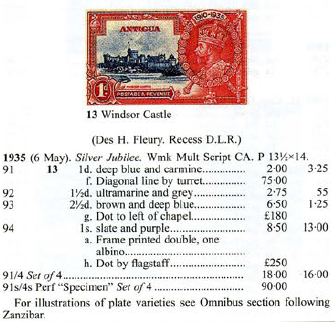 1910-1935
ANTIGUA
WINDSOR CASTLE
1D
POSTAGE & REVENUE
13 Windsor Castle
(Des H. Fleury. Recess D.L.R.)
1935 (6 May). Silver Jubilee. Wmk Mult Script CA. P 13½×14.
91 13 1d. deep blue and carmine............... 2·00 3·25
f. Diagonal line by turret............... 75·00
92 1½d. ultramarine and grey............... 2·75 55
93 2½d. brown and deep blue............... 6·50 1·25
g. Dot to left of chapel............... £180
94 1s. slate and purple............... 8·50 13·00
a. Frame printed double, one
albino...............
h. Dot by flagstaff............... £250
91/4 Set of 4............... 18·00 16·00
91s/4s Perf "Specimen" Set of 4............... 90·00
For illustrations of plate varieties see Omnibus section following
Zanzibar.